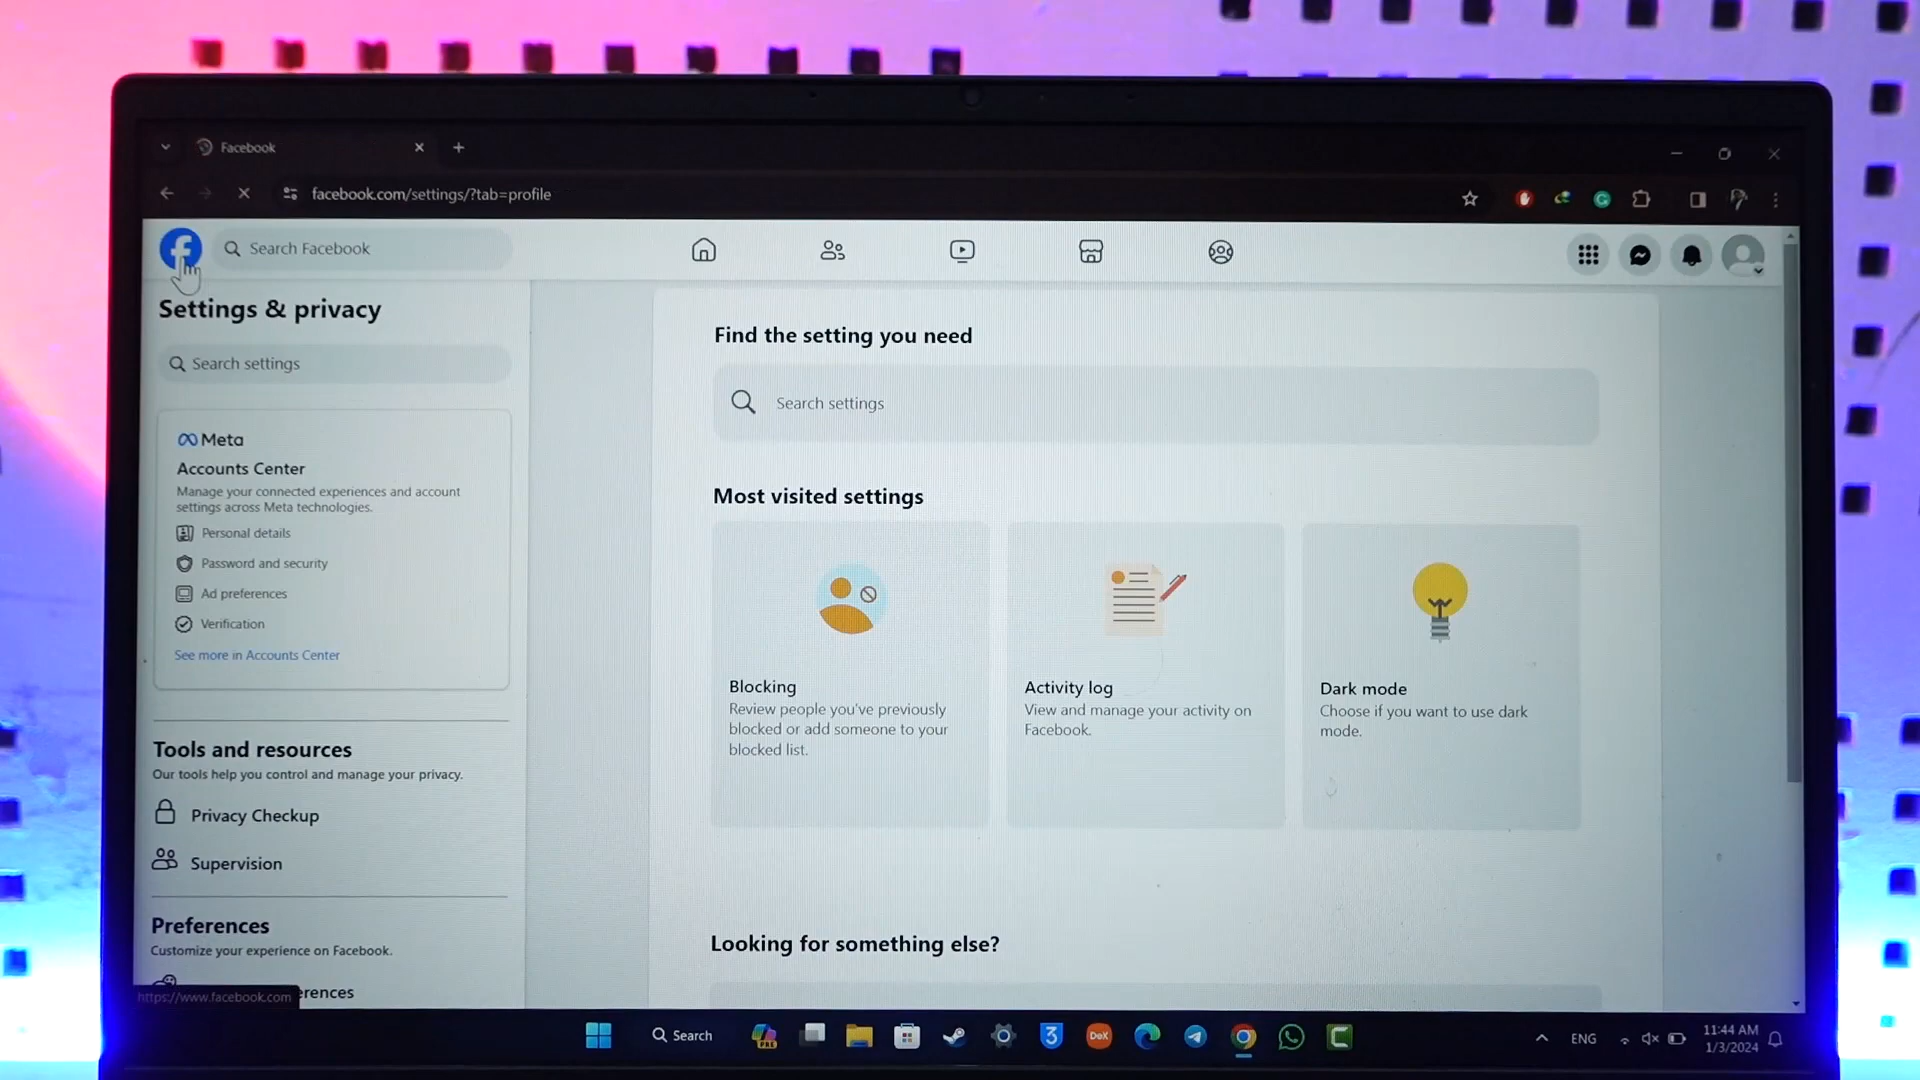 Facebook
facebook.com/settings/?tab=profile
Search Facebook
Settings & privacy
Search settings
Meta
Accounts Center
Manage your connected experiences and account
settings across Meta technologies.
Personal details
Password and security
Ad preferences
Verification
See more in Accounts Center
Tools and resources
Our tools help you control and manage your privacy.
Privacy Checkup
Supervision
Preferences
Customize your experience on Facebook.
erences
https://www.facebook.com
Find the setting you need
Search settings
Most visited settings
Blocking
Review people you've previously
blocked or add someone to your
blocked list.
Activity log
View and manage your activity on
Facebook.
Dark mode
Choose if you want to use dark
mode.
Looking for something else?
Search
PRE
3
DoX
ENG
11:44 AM
1/3/2024